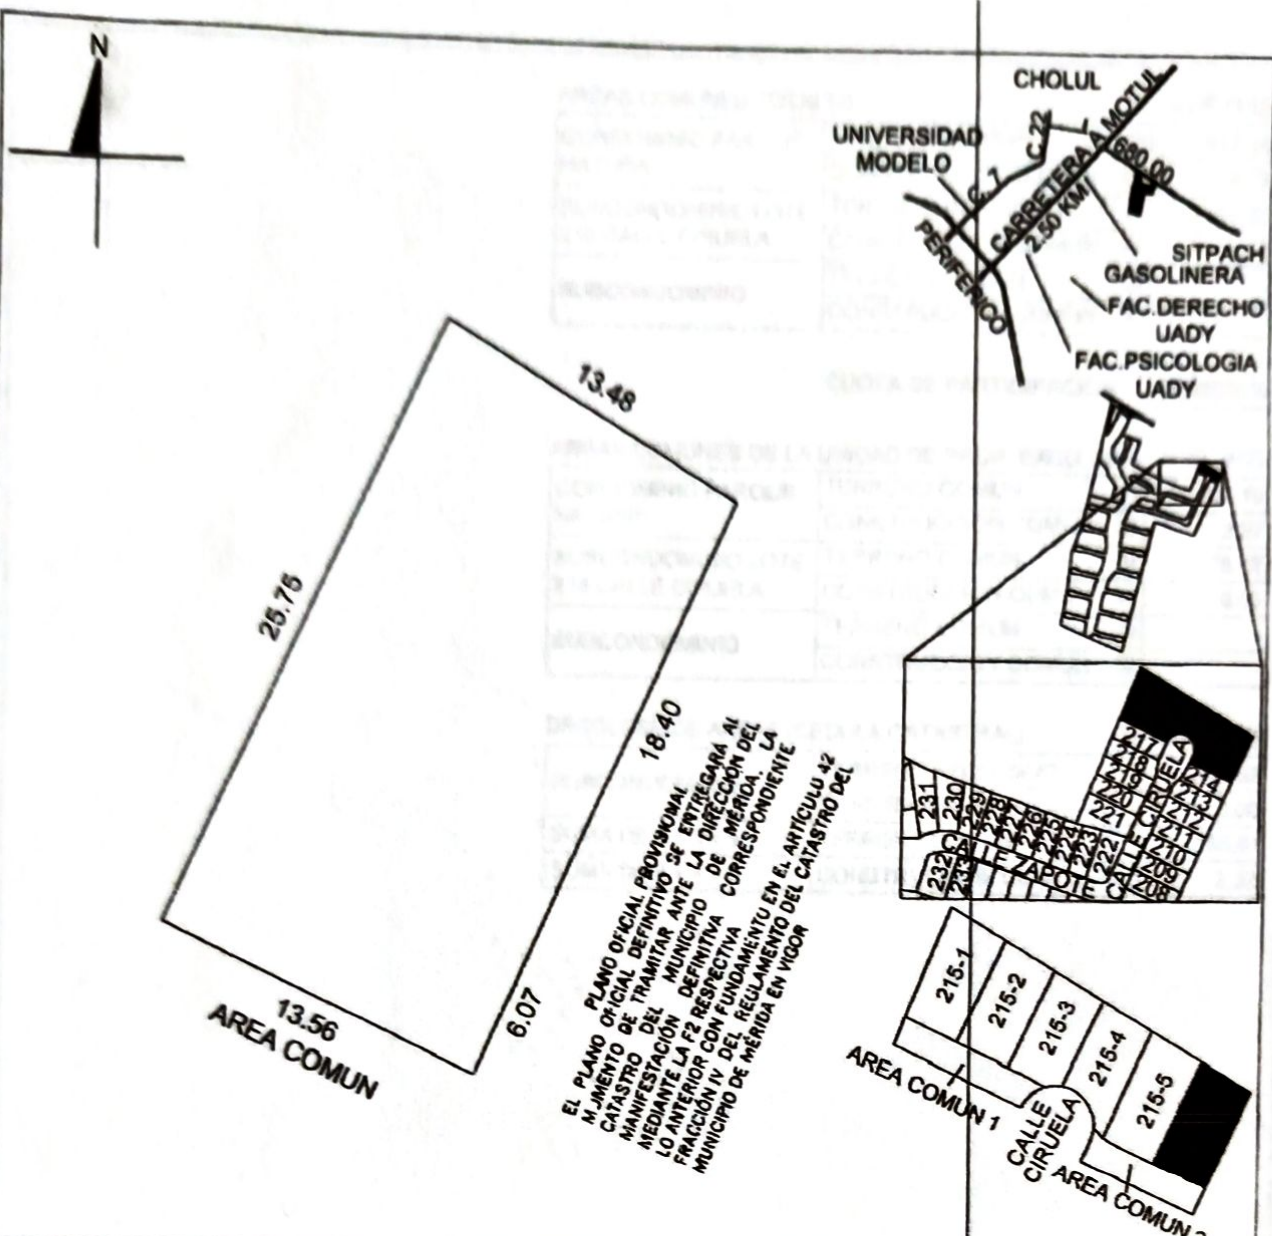 N
CHOLUL
UNIVERSIDAD
MODELO
C.22
C. 7
CARRETERA A MOTUL
2.50 KM
680.00
PERIFERICO
SITPACH
GASOLINERA
FAC.DERECHO
UADY
FAC.PSICOLOGIA
UADY
13.48
25.75
18.40
6.07
13.56
AREA COMUN
PLANO OFICIAL PROVISIONAL
EL PLANO OFICIAL DEFINITIVO SE ENTREGARÁ AL
M JMENTO DE TRAMITAR ANTE LA DIRECCIÓN DEL
CATASTRO DEL MUNICIPIO DE MÉRIDA, LA
MANIFESTACIÓN DEFINITIVA CORRESPONDIENTE
MEDIANTE LA F2 RESPECTIVA
LO ANTERIOR CON FUNDAMENTO EN EL ARTÍCULO 42
FRACCIÓN IV DEL REGLAMENTO DEL CATASTRO DEL
MUNICIPIO DE MÉRIDA EN VIGOR
217
218
219
220
221
CALLE CIRUELA
214
213
212
211
210
209
208
231
230
229
228
227
226
225
224
223
222
CALLE ZAPOTE
232
233
215-1
215-2
215-3
215-4
215-5
AREA COMUN 1
CALLE
CIRUELA
AREA COMUN